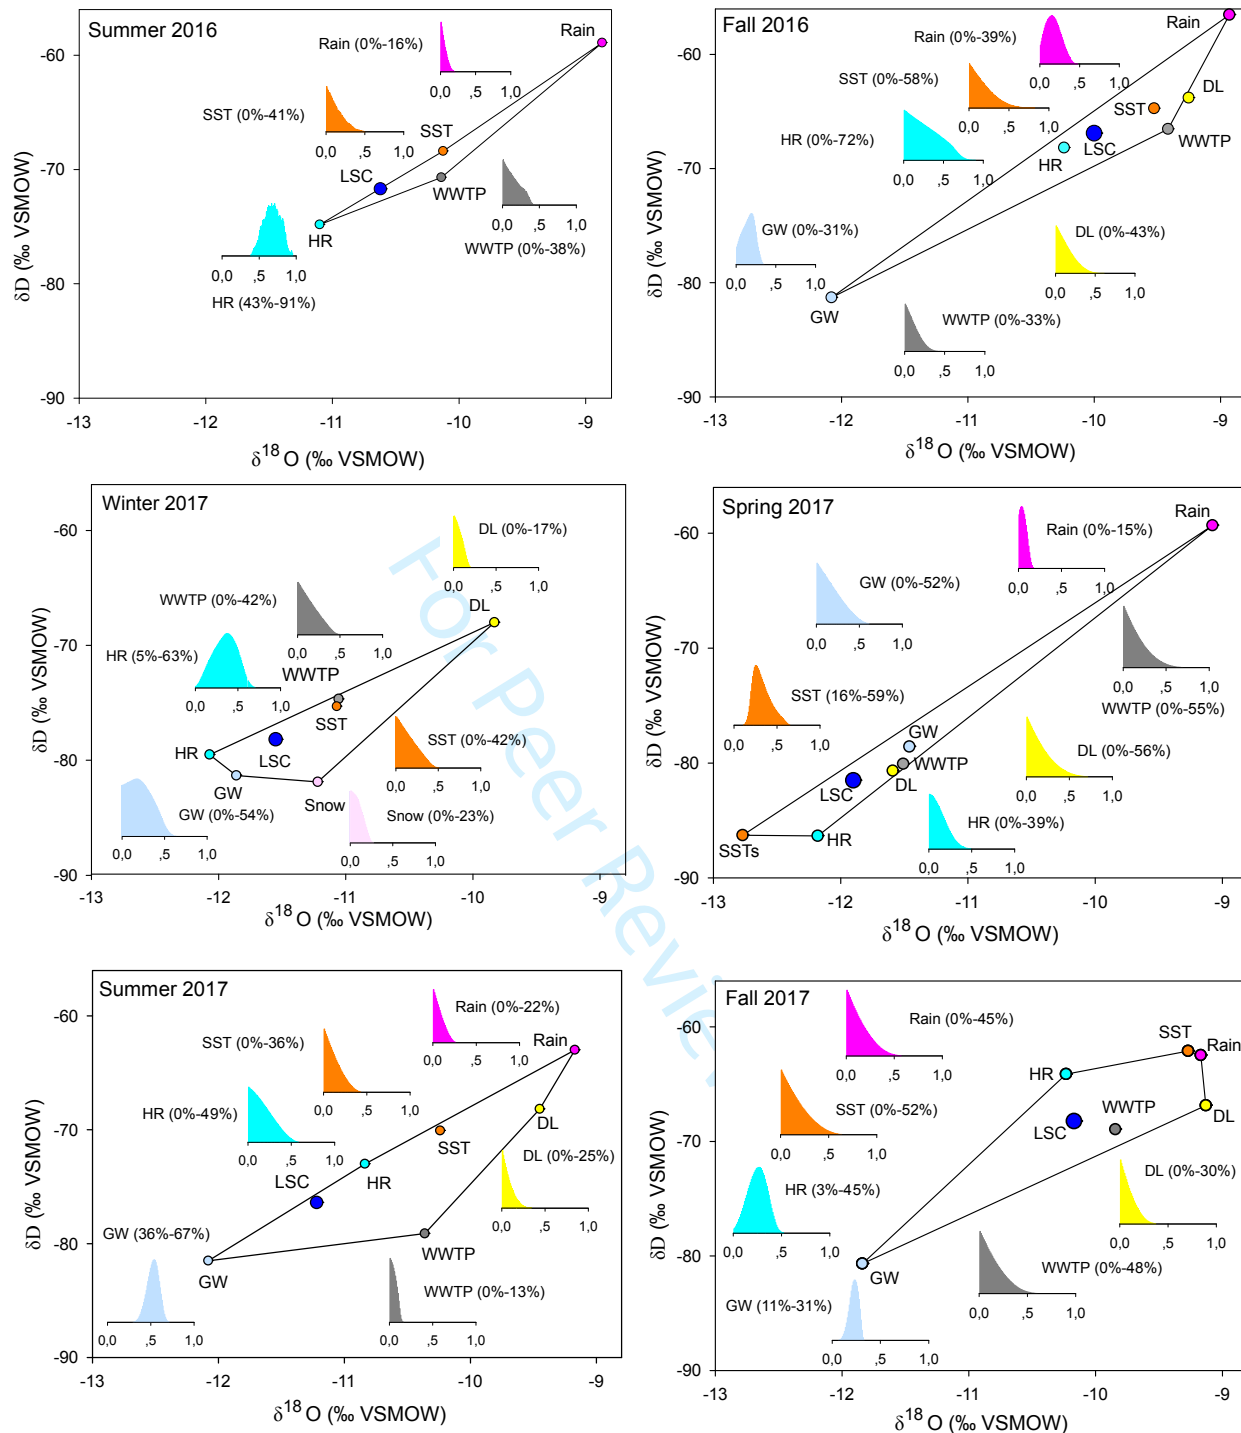 Summer 2016
Rain (0%-16%)
Rain
0,0 ,5 1,0
SST (0%-41%)
SST
0,0 ,5 1,0
LSC
WWTP
0,0 ,5 1,0
WWTP (0%-38%)
HR
0,0 ,5 1,0
HR (43%-91%)
-60
-70
-80
-90
δD (‰ VSMOW)
-13 -12 -11 -10 -9
δ18 O (‰ VSMOW)
Fall 2016
Rain
Rain (0%-39%)
0,0 ,5 1,0
SST (0%-58%)
0,0 ,5 1,0
DL
SST
HR (0%-72%)
0,0 ,5 1,0
LSC
HR
WWTP
GW (0%-31%)
0,0 ,5 1,0
DL (0%-43%)
0,0 ,5 1,0
GW
WWTP (0%-33%)
0,0 ,5 1,0
-60
-70
-80
-90
δD (‰ VSMOW)
-13 -12 -11 -10 -9
δ18 O (‰ VSMOW)
Winter 2017
DL (0%-17%)
0,0 ,5 1,0
DL
WWTP (0%-42%)
0,0 ,5 1,0
WWTP
HR (5%-63%)
0,0 ,5 1,0
SST
SST (0%-42%)
0,0 ,5 1,0
HR
LSC
GW
Snow
GW (0%-54%)
0,0 ,5 1,0
Snow (0%-23%)
0,0 ,5 1,0
-60
-70
-80
-90
δD (‰ VSMOW)
-13 -12 -11 -10 -9
δ18 O (‰ VSMOW)
Spring 2017
Rain
Rain (0%-15%)
0,0 ,5 1,0
GW (0%-52%)
0,0 ,5 1,0
SST (16%-59%)
0,0 ,5 1,0
0,0 ,5 1,0
WWTP (0%-55%)
GW
WWTP
DL
DL (0%-56%)
0,0 ,5 1,0
LSC
HR (0%-39%)
0,0 ,5 1,0
SSTs
HR
-60
-70
-80
-90
δD (‰ VSMOW)
-13 -12 -11 -10 -9
δ18 O (‰ VSMOW)
Summer 2017
Rain (0%-22%)
0,0 ,5 1,0
Rain
SST (0%-36%)
0,0 ,5 1,0
HR (0%-49%)
0,0 ,5 1,0
DL
SST
HR
LSC
DL (0%-25%)
0,0 ,5 1,0
GW (36%-67%)
0,0 ,5 1,0
GW
WWTP
WWTP (0%-13%)
0,0 ,5 1,0
-60
-70
-80
-90
δD (‰ VSMOW)
-13 -12 -11 -10 -9
δ18 O (‰ VSMOW)
Fall 2017
Rain (0%-45%)
0,0 ,5 1,0
SST
Rain
HR
SST (0%-52%)
0,0 ,5 1,0
LSC
WWTP
DL
HR (3%-45%)
0,0 ,5 1,0
DL (0%-30%)
0,0 ,5 1,0
GW
WWTP (0%-48%)
0,0 ,5 1,0
GW (11%-31%)
0,0 ,5 1,0
-60
-70
-80
-90
δD (‰ VSMOW)
-13 -12 -11 -10 -9
δ18 O (‰ VSMOW)
For Peer Review